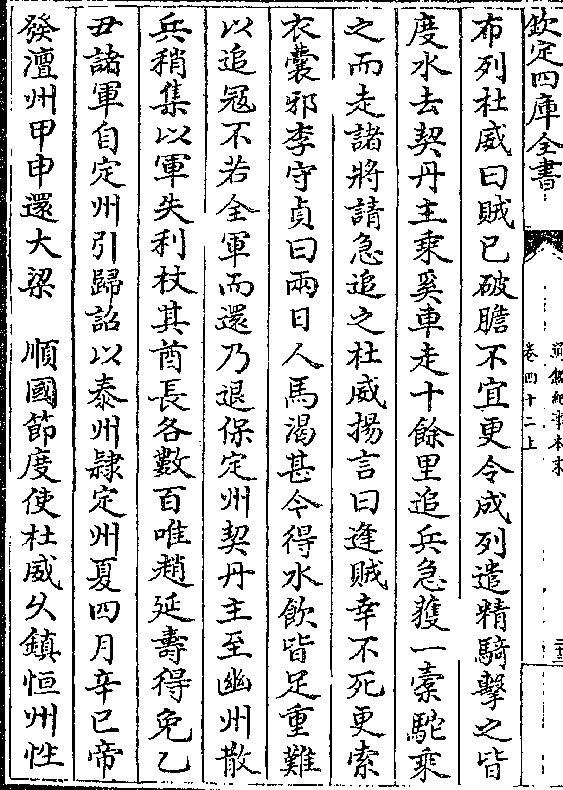 欽定四庫全書
通鑑紀事本末
卷四十二上
布列杜威曰賊已破膽不宜更令成列遣精騎擊之皆
度水去契丹主乘奚車走十餘里追兵急獲一橐駝乘
之而走諸將請急追之杜威揚言曰逢賊幸不死更索
衣囊邪李守貞曰兩日人馬渴甚今得水飲皆足重難
以追寇不若全軍而還乃退保定州契丹主至幽州散
兵稍集以軍失利杖其酋長各數百唯趙延壽得免乙
丑諸軍自定州引歸詔以泰州隷定州夏四月辛巳帝
發澶州甲申還大梁　順國節度使杜威久鎮恒州性